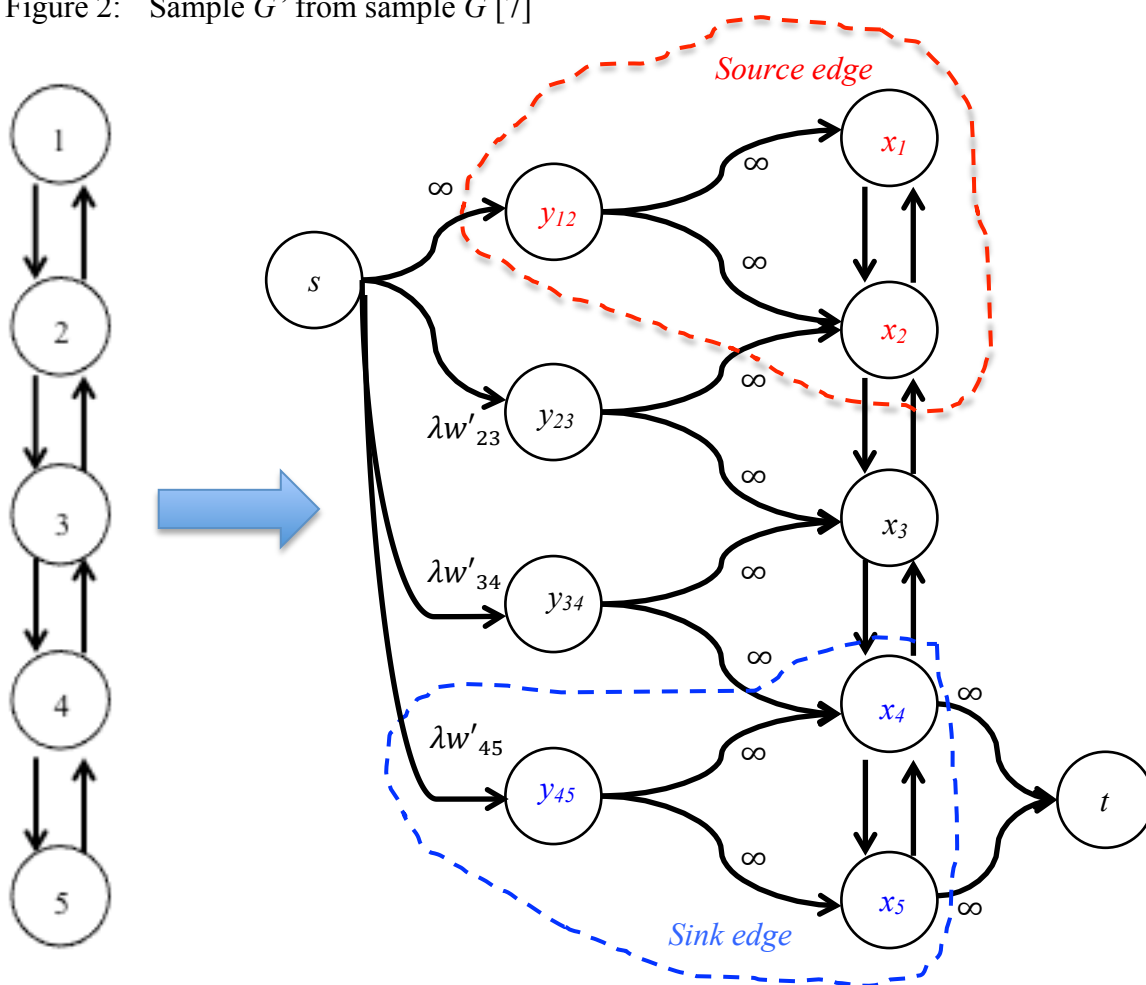 Figure 2: Sample G' from sample G [7]
Source edge
1
x1
∞
∞
y12
∞
s
2
∞
x2
∞
λw'23
y23
∞
3
x3
λw'34
∞
y34
∞
4
x4
∞
λw'45
∞
y45
t
∞
5
x5
∞
Sink edge